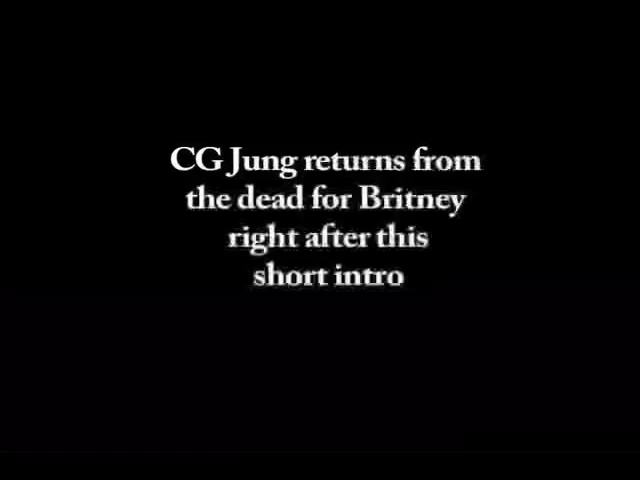 CG Jung returns from
the dead for Britney
right after this
short intro